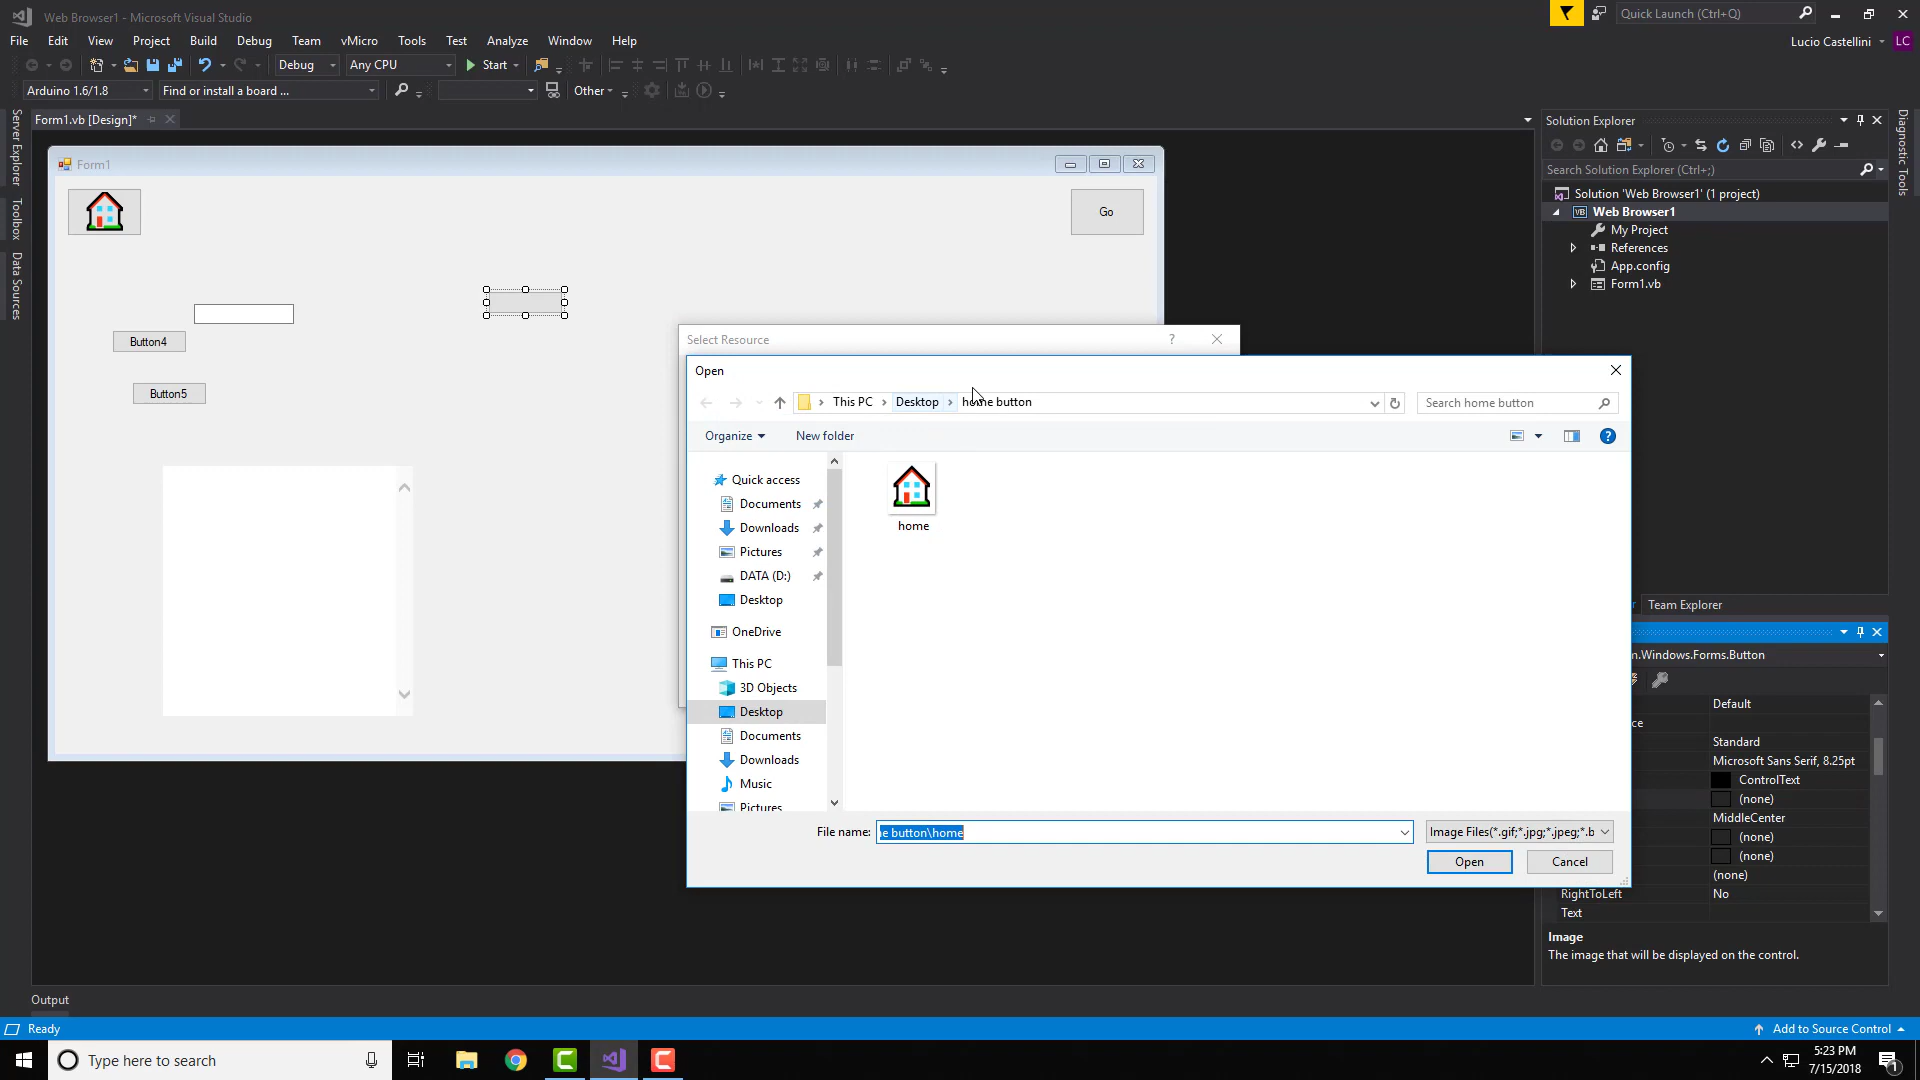 Web Browser1 - Microsoft Visual Studio
Quick Launch (Ctrl+Q)
File Edit View Project Build Debug Team vMicro Tools Test Analyze Window Help
Lucio Castellini LC
Debug Any CPU Start
Arduino 1.6/1.8 Find or install a board ... Other
Form1.vb [Design]*
Server Explorer
Toolbox
Data Sources
Form1
Go
Button4
Button5
Select Resource
?
Open
This PC Desktop home button
Search home button
Organize New folder
Quick access
Documents
Downloads
Pictures
DATA (D:)
Desktop
OneDrive
This PC
3D Objects
Desktop
Documents
Downloads
Music
Pictures
home
File name: e button\home
Image Files(*.gif;*.jpg;*.jpeg;*.b
Open Cancel
Solution Explorer
Search Solution Explorer (Ctrl+;)
Solution 'Web Browser1' (1 project)
VB Web Browser1
My Project
References
App.config
Form1.vb
Diagnostic Tools
Team Explorer
n.Windows.Forms.Button
Default
ce
Standard
Microsoft Sans Serif, 8.25pt
ControlText
(none)
MiddleCenter
(none)
(none)
(none)
RightToLeft No
Text
Image
The image that will be displayed on the control.
Output
Ready
Add to Source Control
Type here to search
5:23 PM
7/15/2018
1